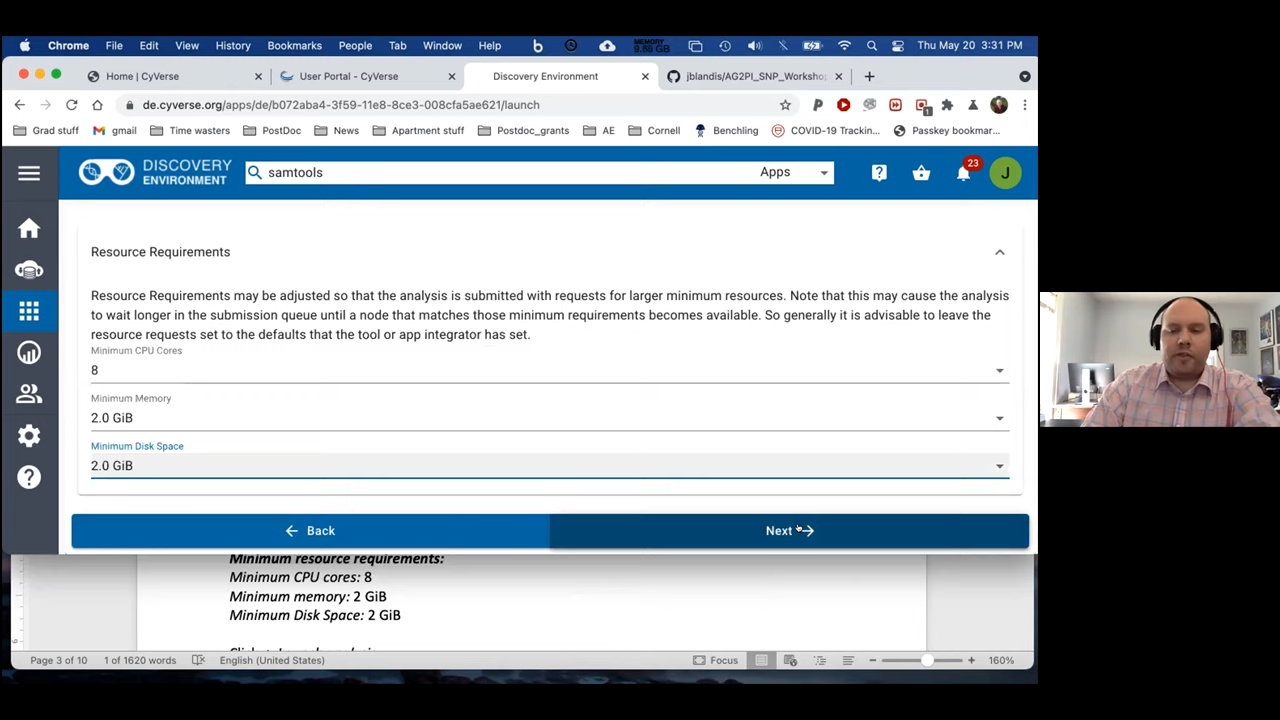 Chrome File Edit View History Bookmarks People Tab Window Help
MEMORY
9.88 GB
Thu May 20 3:31 PM
Home | CyVerse
User Portal - CyVerse
Discovery Environment
jblandis/AG2PI_SNP_Worksho
de.cyverse.org/apps/de/b072aba4-3f59-11e8-8ce3-008cfa5ae621/launch
Grad stuff
gmail
Time wasters
PostDoc
News
Apartment stuff
Postdoc_grants
AE
Cornell
Benchling
COVID-19 Trackin...
Passkey bookmar...
DISCOVERY
ENVIRONMENT
samtools
Apps
23
J
Resource Requirements
Resource Requirements may be adjusted so that the analysis is submitted with requests for larger minimum resources. Note that this may cause the analysis
to wait longer in the submission queue until a node that matches those minimum requirements becomes available. So generally it is advisable to leave the
resource requests set to the defaults that the tool or app integrator has set.
Minimum CPU Cores
8
Minimum Memory
2.0 GiB
Minimum Disk Space
2.0 GiB
Back
Next
Minimum resource requirements:
Minimum CPU cores: 8
Minimum memory: 2 GiB
Minimum Disk Space: 2 GiB
Page 3 of 10
1 of 1620 words
English (United States)
Focus
160%